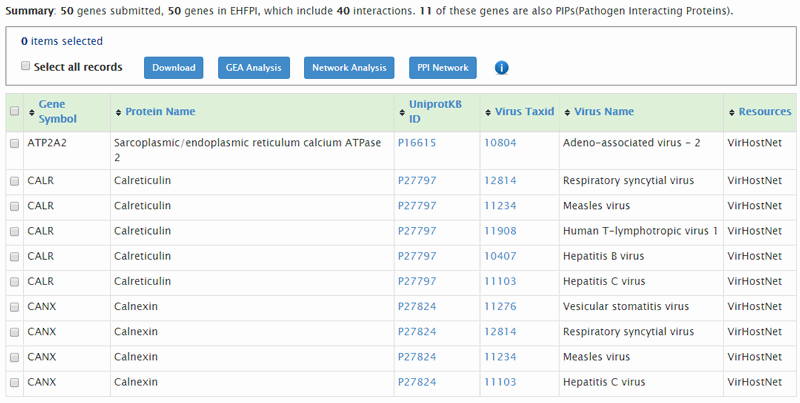 Summary: 50 genes submitted, 50 genes in EHFPI, which include 40 interactions. 11 of these genes are also PIPs(Pathogen Interacting Proteins).
0 items selected
Select all records Download GEA Analysis Network Analysis PPI Network i
Gene Symbol Protein Name UniprotKB ID Virus Taxid Virus Name Resources
ATP2A2 Sarcoplasmic/endoplasmic reticulum calcium ATPase 2 P16615 10804 Adeno-associated virus - 2 VirHostNet
CALR Calreticulin P27797 12814 Respiratory syncytial virus VirHostNet
CALR Calreticulin P27797 11234 Measles virus VirHostNet
CALR Calreticulin P27797 11908 Human T-lymphotropic virus 1 VirHostNet
CALR Calreticulin P27797 10407 Hepatitis B virus VirHostNet
CALR Calreticulin P27797 11103 Hepatitis C virus VirHostNet
CANX Calnexin P27824 11276 Vesicular stomatitis virus VirHostNet
CANX Calnexin P27824 12814 Respiratory syncytial virus VirHostNet
CANX Calnexin P27824 11234 Measles virus VirHostNet
CANX Calnexin P27824 11103 Hepatitis C virus VirHostNet